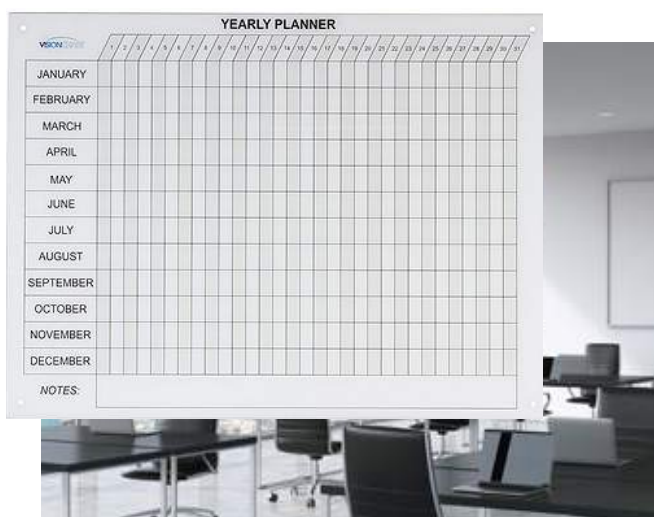 YEARLY PLANNER
VISIONCHART
1 2 3 4 5 6 7 8 9 10 11 12 13 14 15 16 17 18 19 20 21 22 23 24 25 26 27 28 29 30 31
JANUARY
FEBRUARY
MARCH
APRIL
MAY
JUNE
JULY
AUGUST
SEPTEMBER
OCTOBER
NOVEMBER
DECEMBER
NOTES: